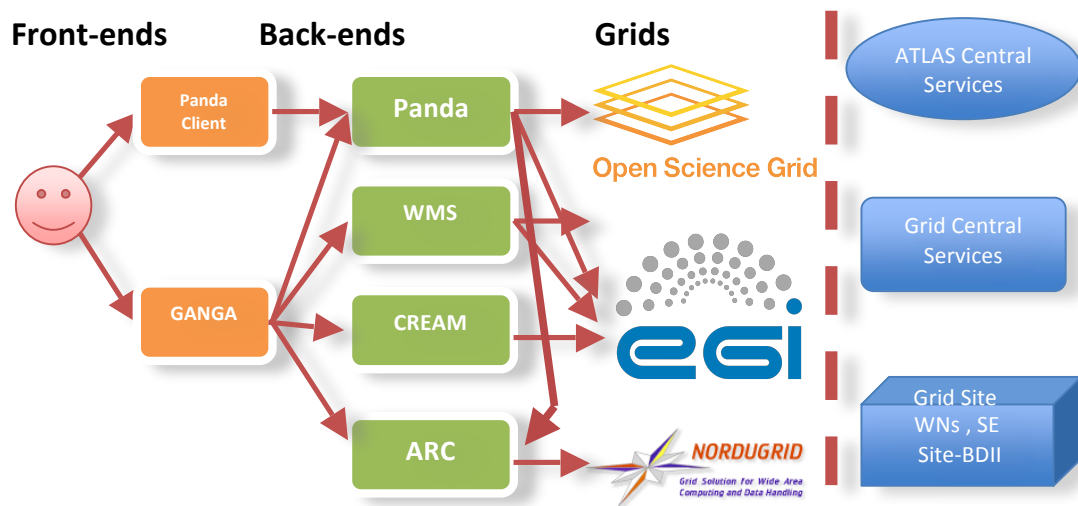 Front-ends
Back-ends
Grids
Panda
Client
GANGA
Panda
WMS
CREAM
ARC
Open Science Grid
egi
NORDUGRID
Grid Solution for Wide Area
Computing and Data Handling
ATLAS Central
Services
Grid Central
Services
Grid Site
WNs , SE
Site-BDII